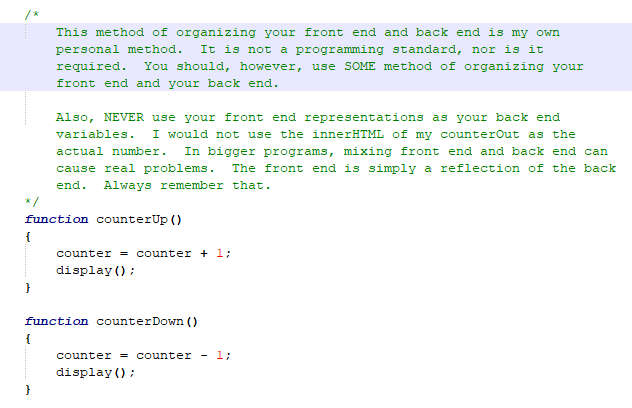 /*
This method of organizing your front end and back end is my own
personal method.  It is not a programming standard, nor is it
required.  You should, however, use SOME method of organizing your
front end and your back end.
Also, NEVER use your front end representations as your back end
variables.  I would not use the innerHTML of my counterOut as the
actual number.  In bigger programs, mixing front end and back end can
cause real problems.  The front end is simply a reflection of the back
end.  Always remember that.
*/
function counterUp()
{
counter = counter + 1;
display();
}
function counterDown()
{
counter = counter - 1;
display();
}